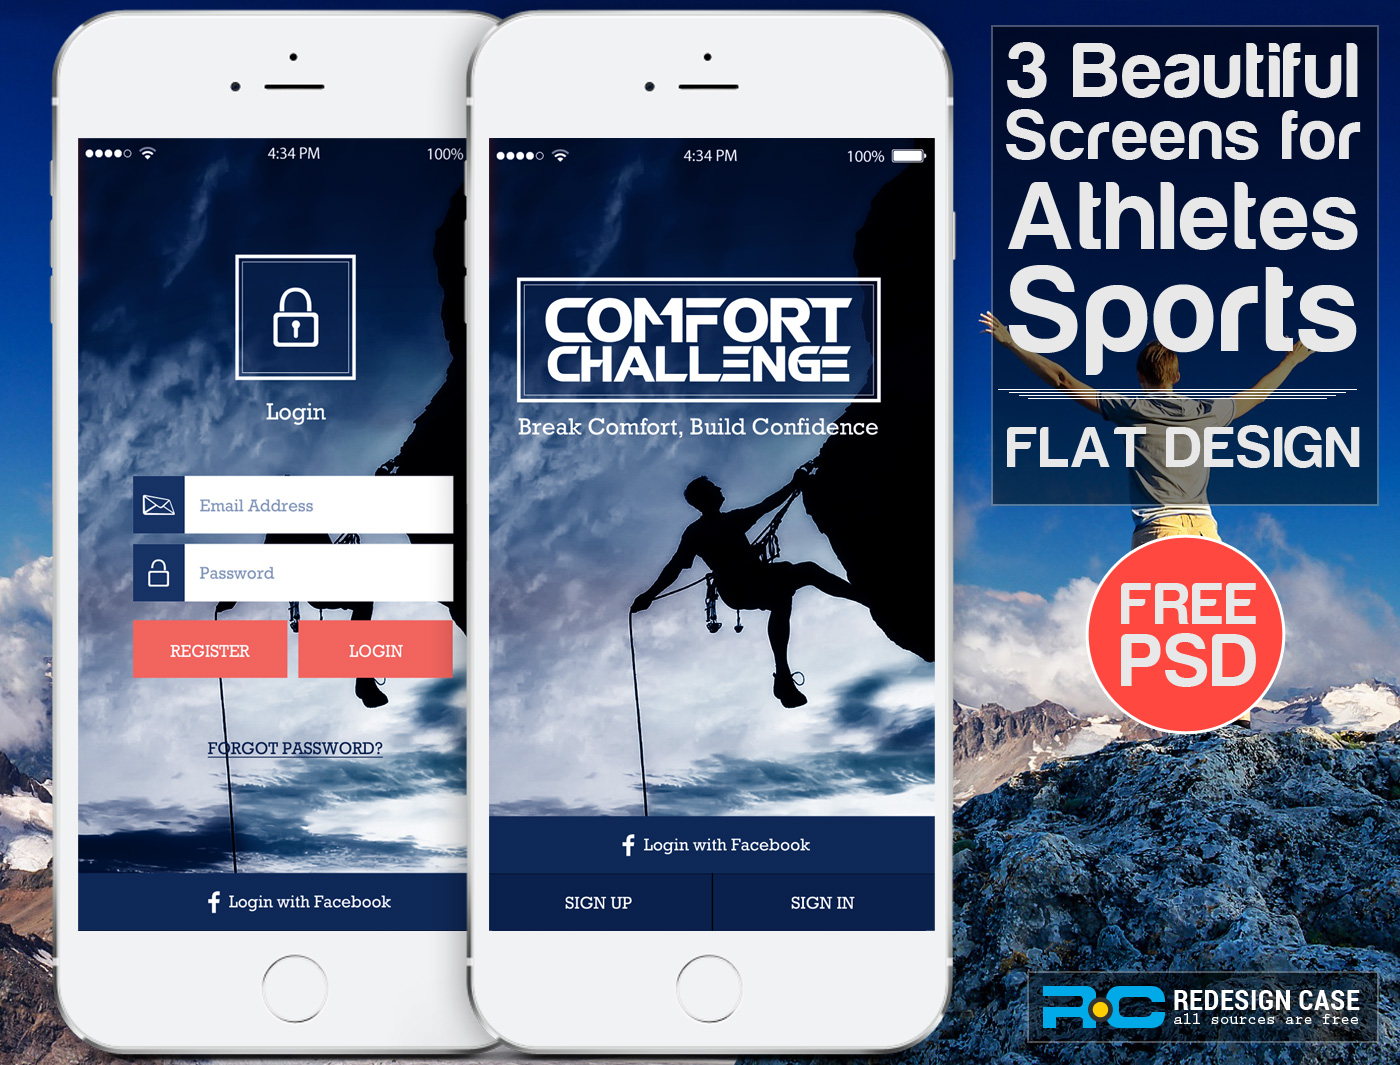 4:34 PM
100%
Login
Email Address
Password
REGISTER
LOGIN
FORGOT PASSWORD?
Login with Facebook
4:34 PM
100%
COMFORT
CHALLENGE
Break Comfort, Build Confidence
Login with Facebook
SIGN UP
SIGN IN
3 Beautiful
Screens for
Athletes
Sports
FLAT DESIGN
FREE
PSD
RC
REDESIGN CASE
all sources are free